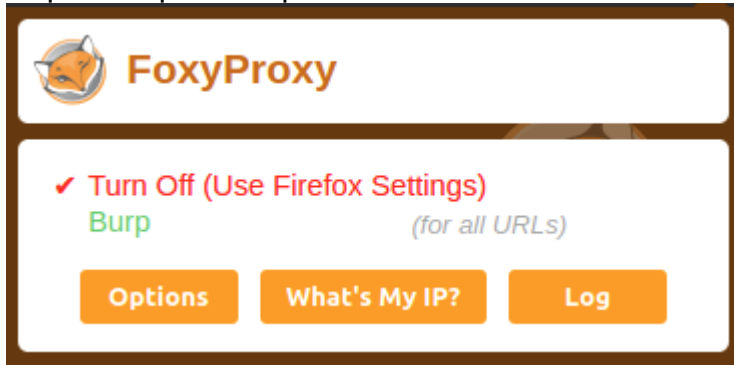 FoxyProxy
✔ Turn Off (Use Firefox Settings)
Burp (for all URLs)
Options What's My IP? Log